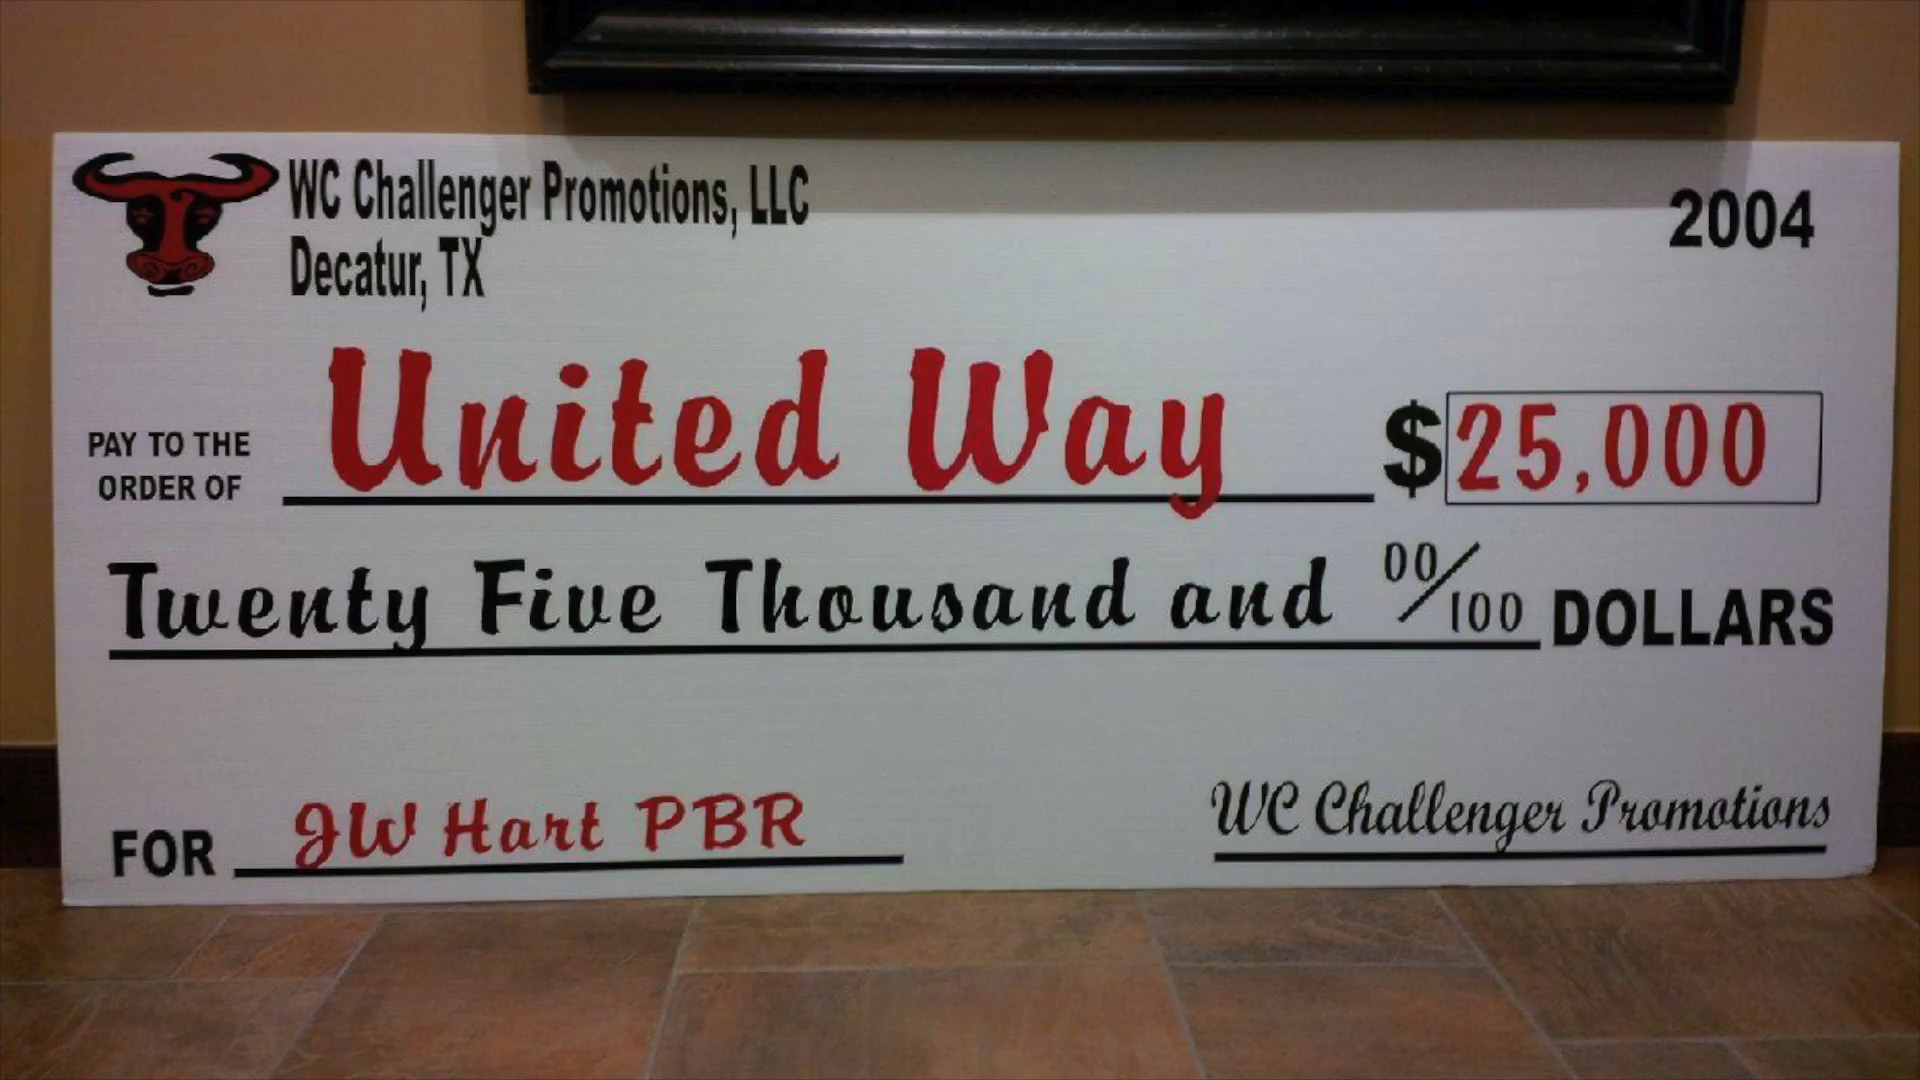 WC Challenger Promotions, LLC
Decatur, TX
2004
PAY TO THE
ORDER OF
United Way
$25,000
Twenty Five Thousand and 00/100 DOLLARS
FOR JW Hart PBR
WC Challenger Promotions